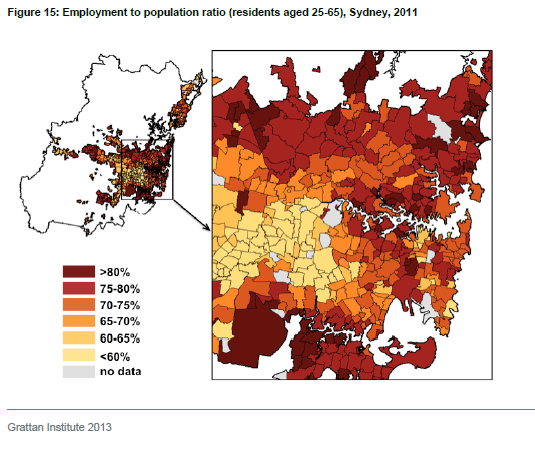 Figure 15: Employment to population ratio (residents aged 25-65), Sydney, 2011
>80%
75-80%
70-75%
65-70%
60-65%
<60%
no data
Grattan Institute 2013